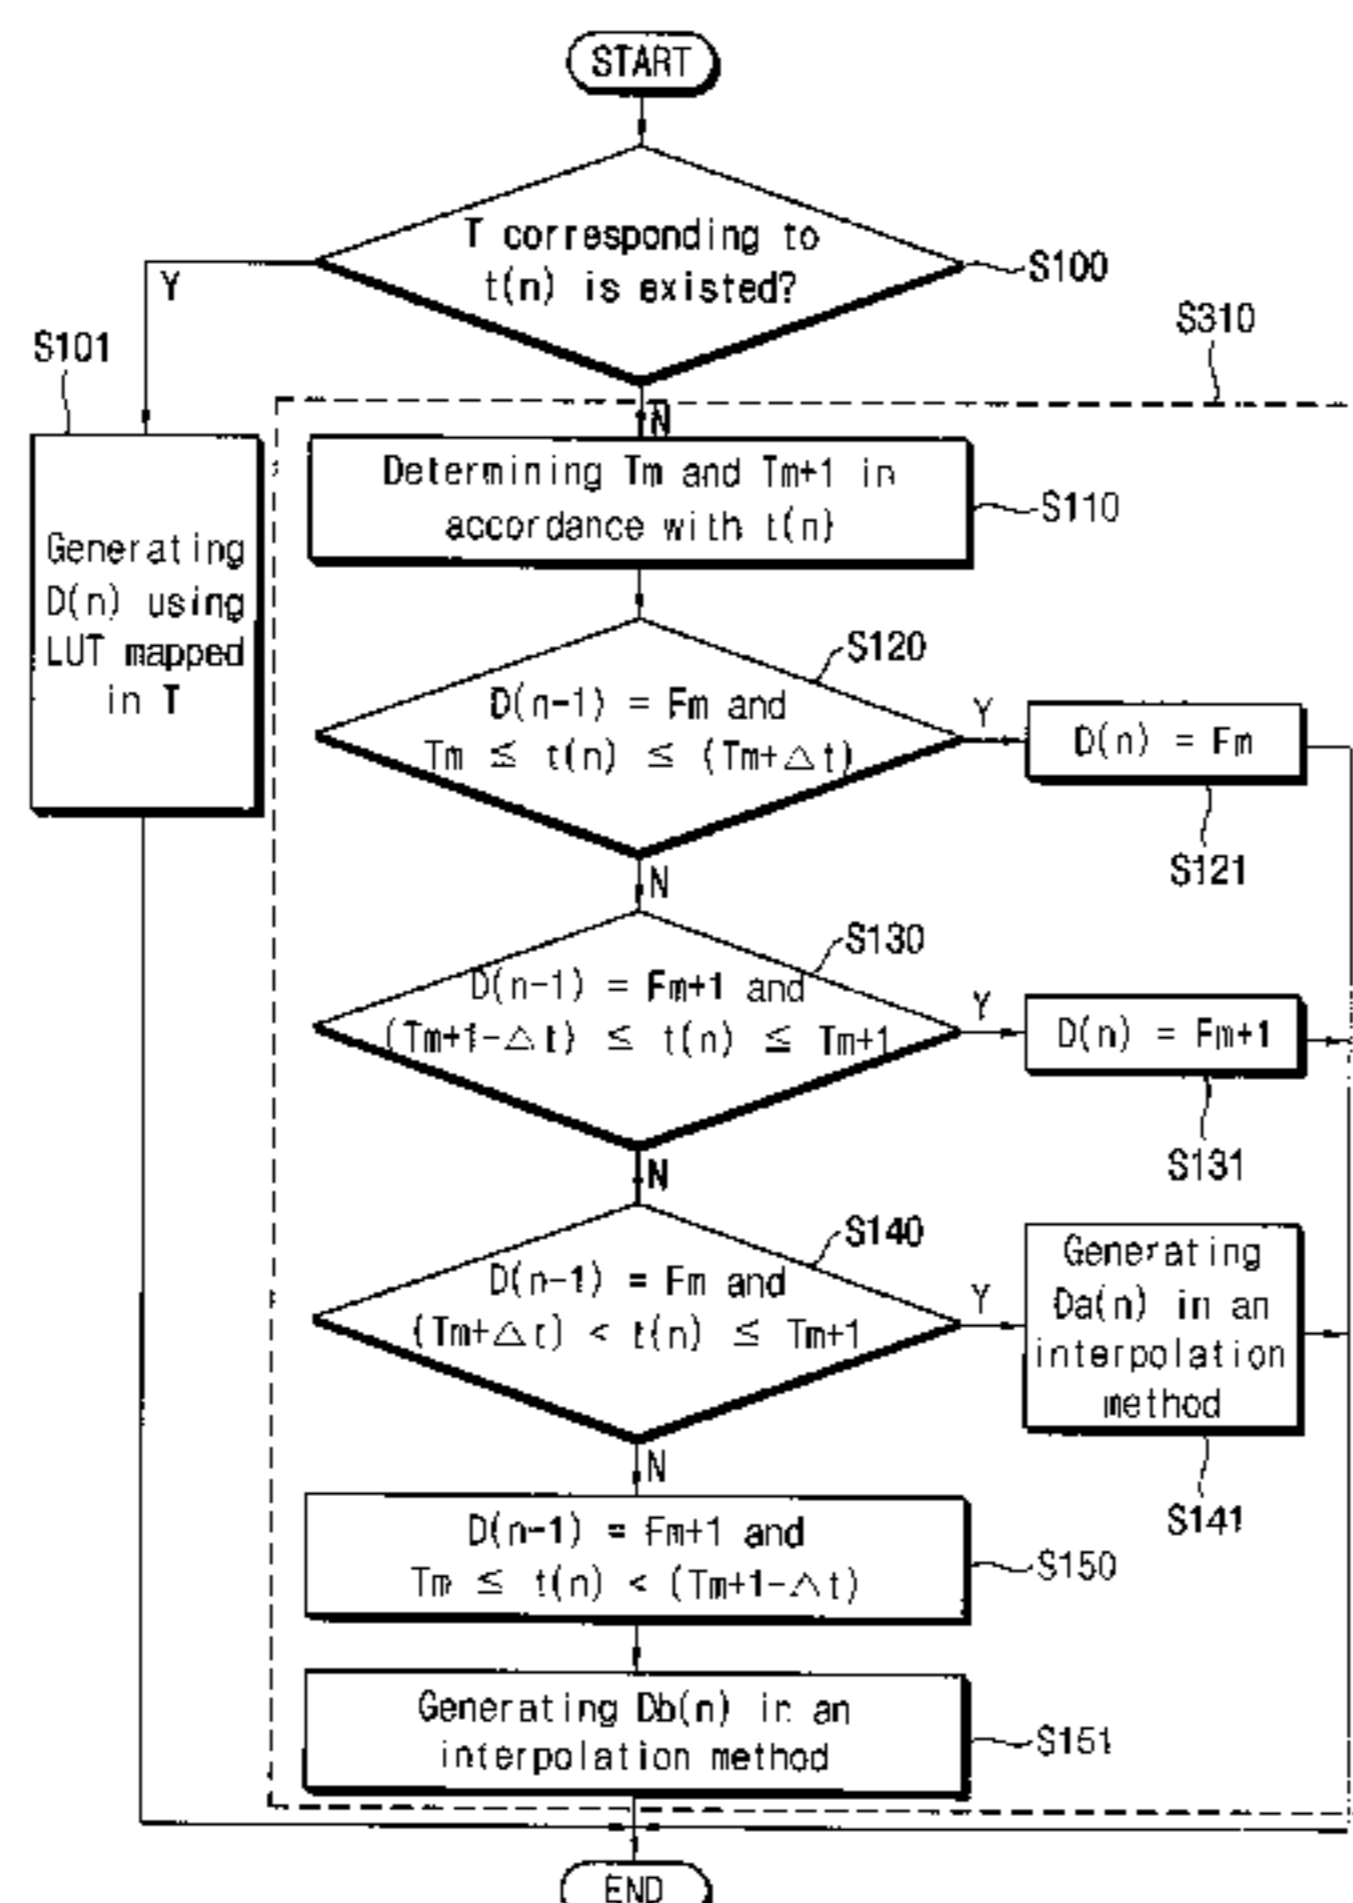 START
T corresponding to
t(n) is existed?
S100
Y
S310
S101
N
Generating
D(n) using
LUT mapped
in T
Determining Tm and Tm+1 in
accordance with t(n)
S110
S120
D(n-1) = Fm and
Tm ≤ t(n) ≤ (Tm+△t)
Y
D(n) = Fm
S121
N
S130
D(n-1) = Fm+1 and
(Tm+1-△t) ≤ t(n) ≤ Tm+1
Y
D(n) = Fm+1
S131
N
S140
D(n-1) = Fm and
(Tm+△t) < t(n) ≤ Tm+1
Y
Generating
Da(n) in an
interpolation
method
S141
N
D(n-1) = Fm+1 and
Tm ≤ t(n) < (Tm+1-△t)
S150
Generating Db(n) in an
interpolation method
S151
END